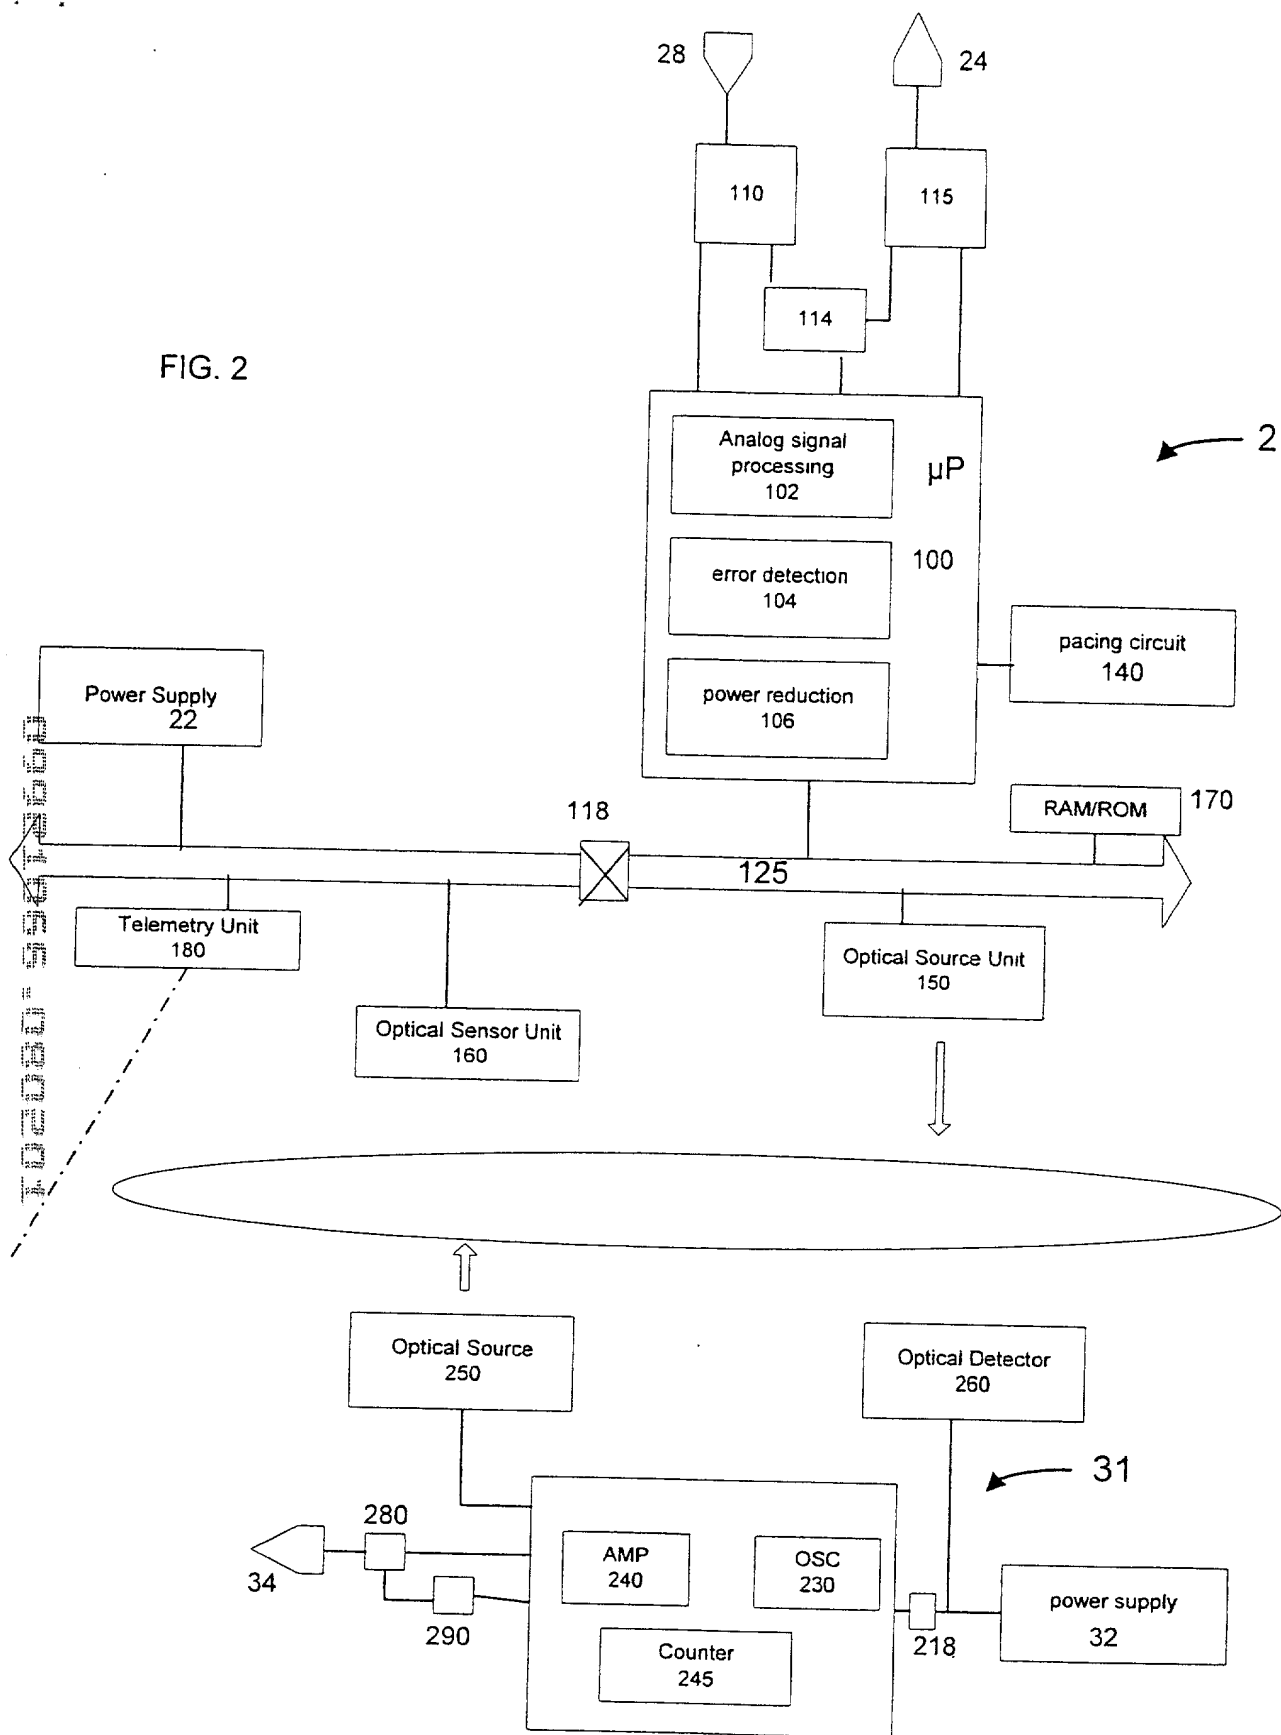 28
24
110
115
114
FIG. 2
2
Analog signal
processing
102
µP
100
error detection
104
pacing circuit
140
power reduction
106
Power Supply
22
118
RAM/ROM
170
125
Telemetry Unit
180
Optical Source Unit
150
Optical Sensor Unit
160
09921255.080201
Optical Source
250
Optical Detector
260
31
280
34
290
AMP
240
OSC
230
Counter
245
218
power supply
32